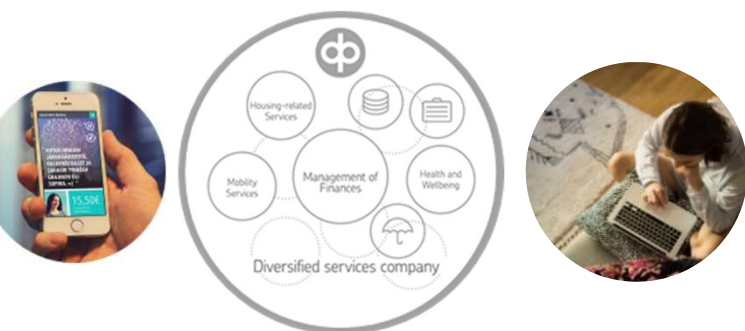 15,50€
Housing-related
Services
Mobility
Services
Management of
Finances
Health and
Wellbeing
Diversified services company